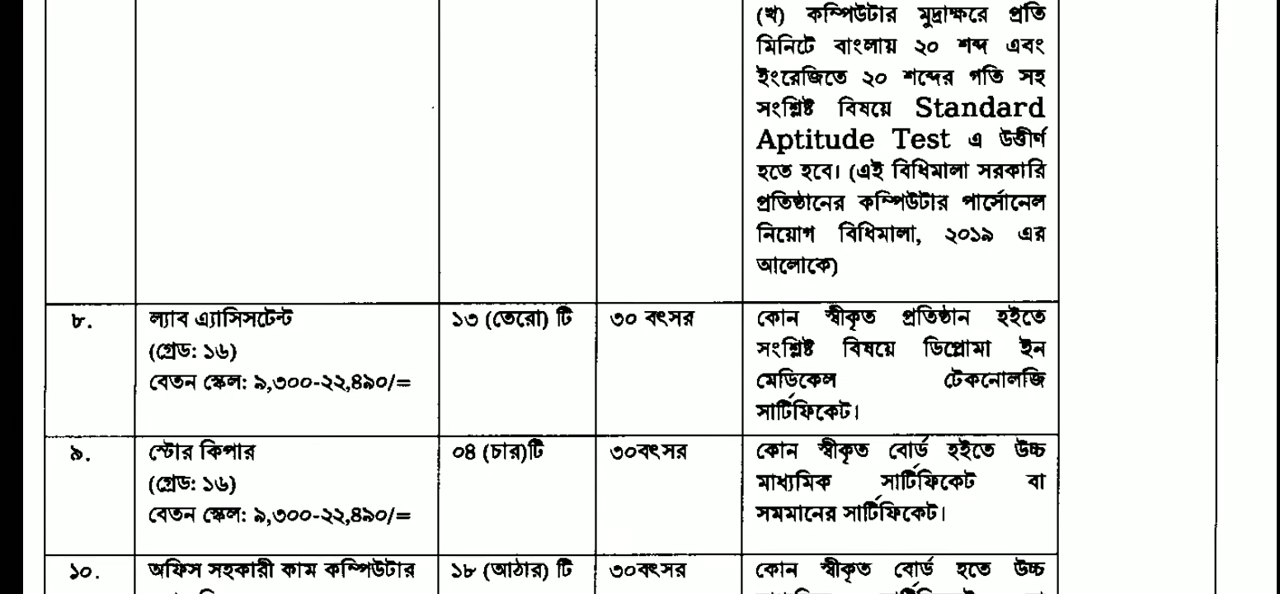 (খ) কম্পিউটার মুদ্রাক্ষরে প্রতি
মিনিটে বাংলায় ২০ শব্দ এবং
ইংরেজিতে ২০ শব্দের গতি সহ
সংশ্লিষ্ট বিষয়ে Standard
Aptitude Test এ উত্তীর্ণ
হতে হবে। (এই বিধিমালা সরকারি
প্রতিষ্ঠানের কম্পিউটার পার্সোনেল
নিয়োগ বিধিমালা, ২০১৯ এর
আলোকে)
৮. ল্যাব এ্যাসিসটেন্ট ১৩ (তেরো) টি ৩০ বৎসর কোন স্বীকৃত প্রতিষ্ঠান হইতে
(গ্রেড: ১৬) সংশ্লিষ্ট বিষয়ে ডিপ্লোমা ইন
বেতন স্কেল: ৯,৩০০-২২,৪৯০/= মেডিকেল টেকনোলজি
সার্টিফিকেট।
৯. স্টোর কিপার ০৪ (চার)টি ৩০বৎসর কোন স্বীকৃত বোর্ড হইতে উচ্চ
(গ্রেড: ১৬) মাধ্যমিক সার্টিফিকেট বা
বেতন স্কেল: ৯,৩০০-২২,৪৯০/= সমমানের সার্টিফিকেট।
১০. অফিস সহকারী কাম কম্পিউটার ১৮ (আঠার) টি ৩০বৎসর কোন স্বীকৃত বোর্ড হতে উচ্চ